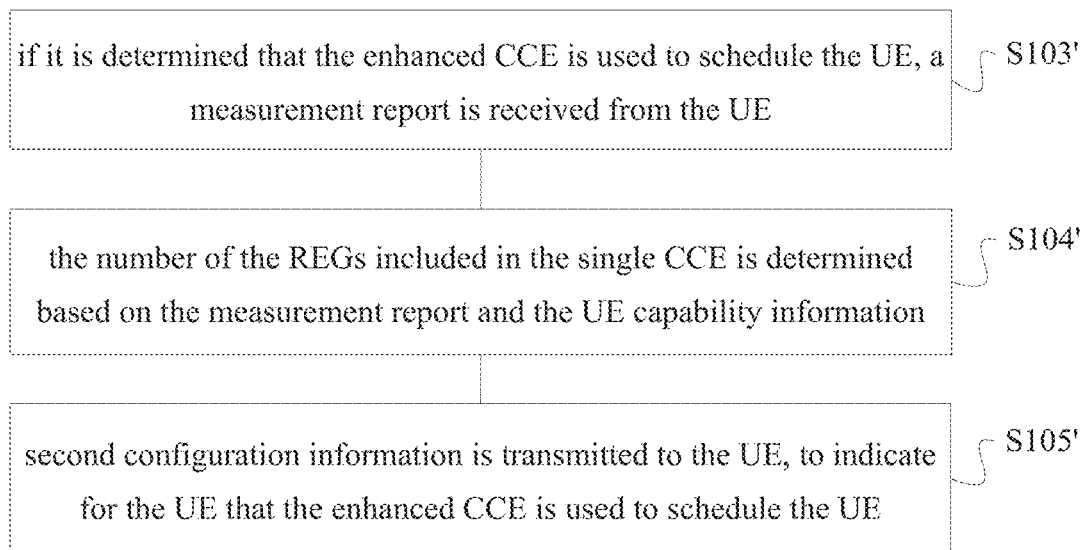 if it is determined that the enhanced CCE is used to schedule the UE, a
measurement report is received from the UE
S103'
the number of the REGs included in the single CCE is determined
based on the measurement report and the UE capability information
S104'
second configuration information is transmitted to the UE, to indicate
for the UE that the enhanced CCE is used to schedule the UE
S105'